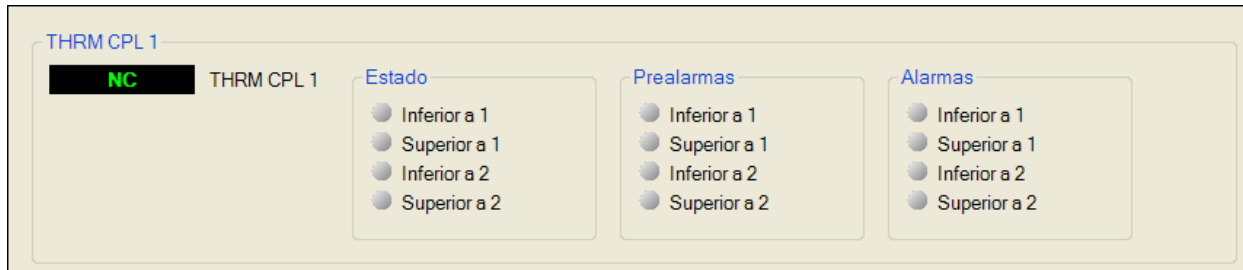 THRM CPL 1
NC THRM CPL 1
Estado
Inferior a 1
Superior a 1
Inferior a 2
Superior a 2
Prealarmas
Inferior a 1
Superior a 1
Inferior a 2
Superior a 2
Alarmas
Inferior a 1
Superior a 1
Inferior a 2
Superior a 2